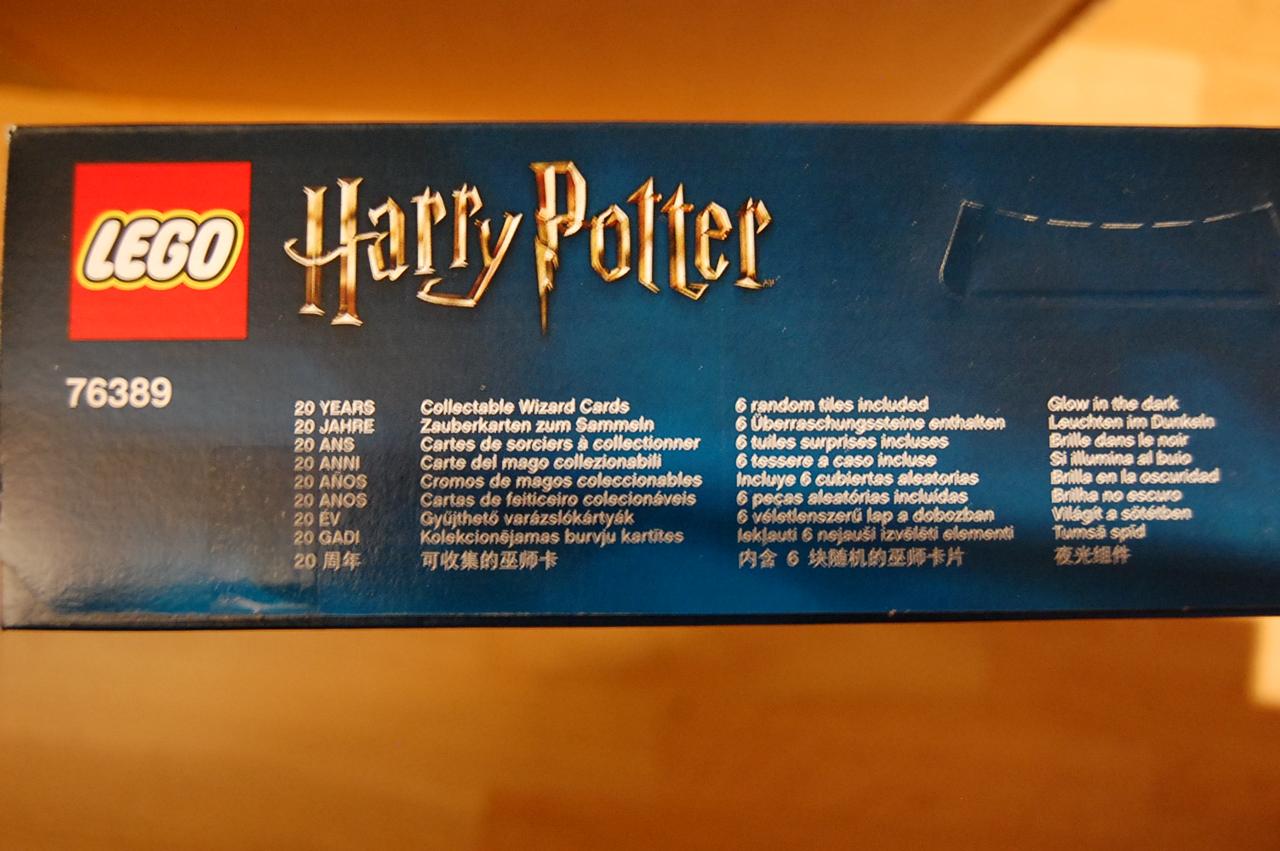 LEGO
Harry Potter
76389
20 YEARS
20 JAHRE
20 ANS
20 ANNI
20 AÑOS
20 ANOS
20 ÉV
20 GADI
20 周年
Collectable Wizard Cards
Zauberkarten zum Sammeln
Cartes de sorciers à collectionner
Carte del mago collezionabili
Cromos de magos coleccionables
Cartas de feiticeiro colecionáveis
Gyűjthető varázslókártyák
Kolekcionējamas burvju kartītes
可收集的巫师卡
6 random tiles included
6 Überraschungssteine enthalten
6 tuiles surprises incluses
6 tessere a caso incluse
Incluye 6 cubiertas aleatorias
6 peças aleatórias incluídas
6 véletlenszerű lap a dobozban
Iekļauti 6 nejauši izvēlēti elementi
内含 6 块随机的巫师卡片
Glow in the dark
Leuchten im Dunkeln
Brille dans le noir
Si illumina al buio
Brilla en la oscuridad
Brilha no escuro
Világít a sötétben
Tumsā spīd
夜光组件